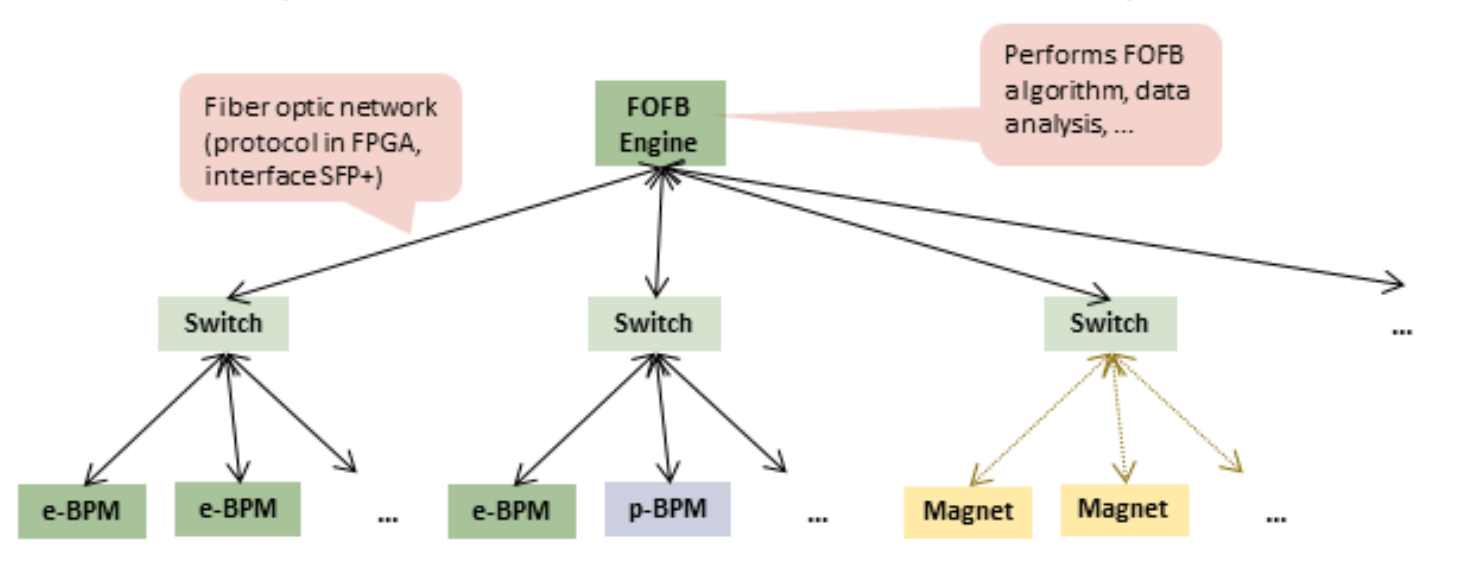 Performs FOFB
algorithm, data
analysis, ...
Fiber optic network
(protocol in FPGA,
interface SFP+)
FOFB
Engine
Switch
Switch
Switch
...
e-BPM
e-BPM
...
e-BPM
p-BPM
...
Magnet
Magnet
...